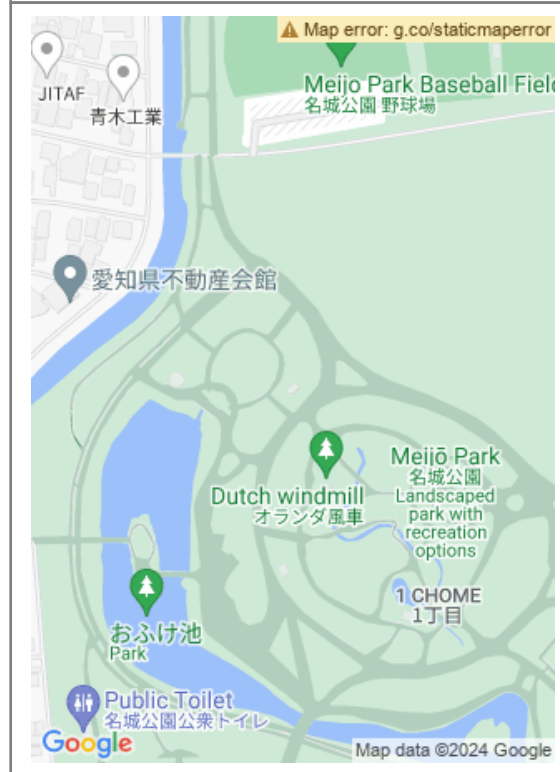 Map error: g.co/staticmaperror
JITAF
青木工業
Meijo Park Baseball Field
名城公園 野球場
愛知県不動産会館
Dutch windmill
オランダ風車
Meijō Park
名城公園
Landscaped
park with
recreation
options
1 CHOME
1丁目
おふけ池
Park
Public Toilet
名城公園公衆トイレ
Google
Map data ©2024 Google